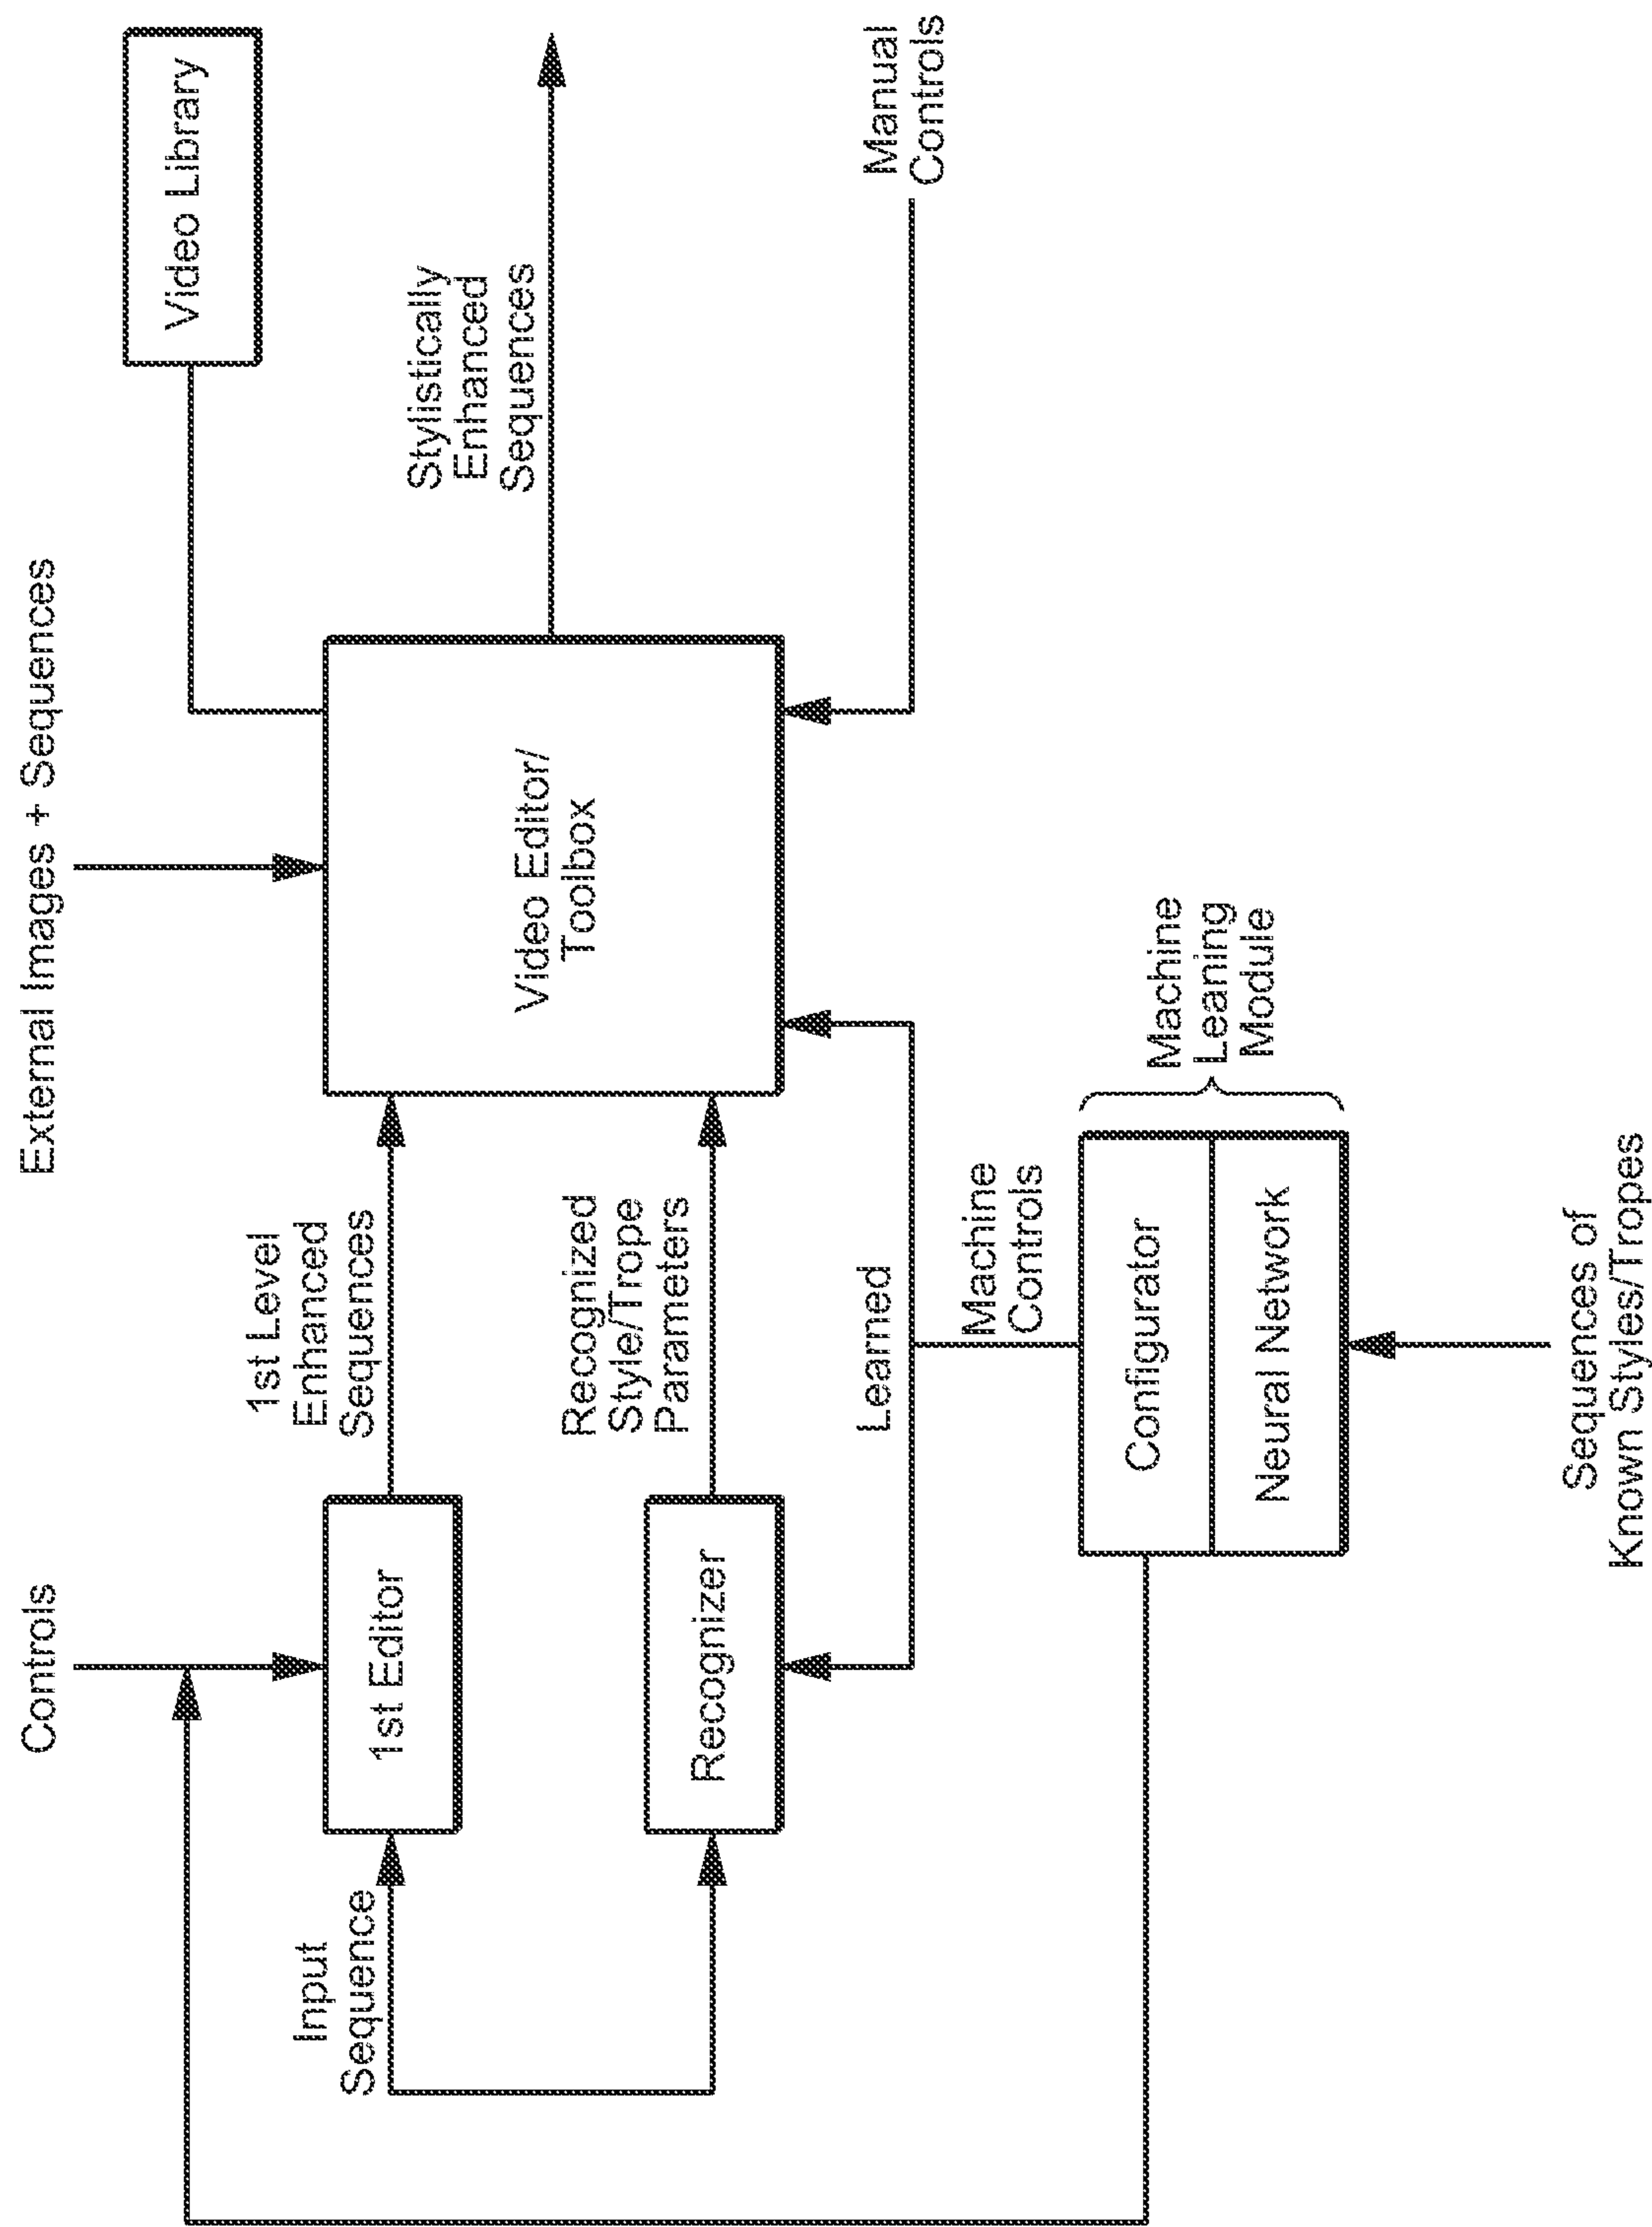 Controls
External Images + Sequences
Video Library
Input
Sequence
1st Editor
1st Level
Enhanced
Sequences
Video Editor/
Toolbox
Stylistically
Enhanced
Sequences
Recognizer
Recognized
Style/Trope
Parameters
Learned
Manual
Controls
Machine
Controls
Configurator
Neural Network
Machine
Leaning
Module
Sequences of
Known Styles/Tropes